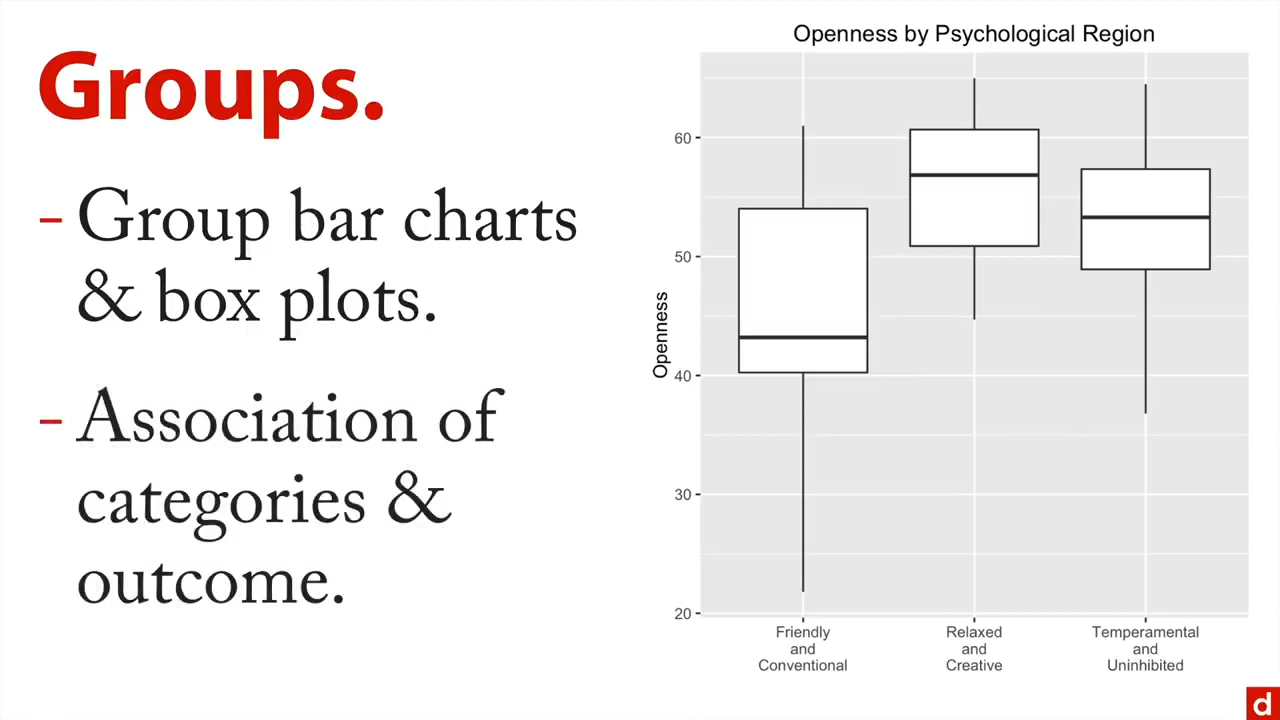 Groups.
- Group bar charts
& box plots.
- Association of
categories &
outcome.
Openness by Psychological Region
Openness
60
50
40
30
20
Friendly
and
Conventional
Relaxed
and
Creative
Temperamental
and
Uninhibited
d